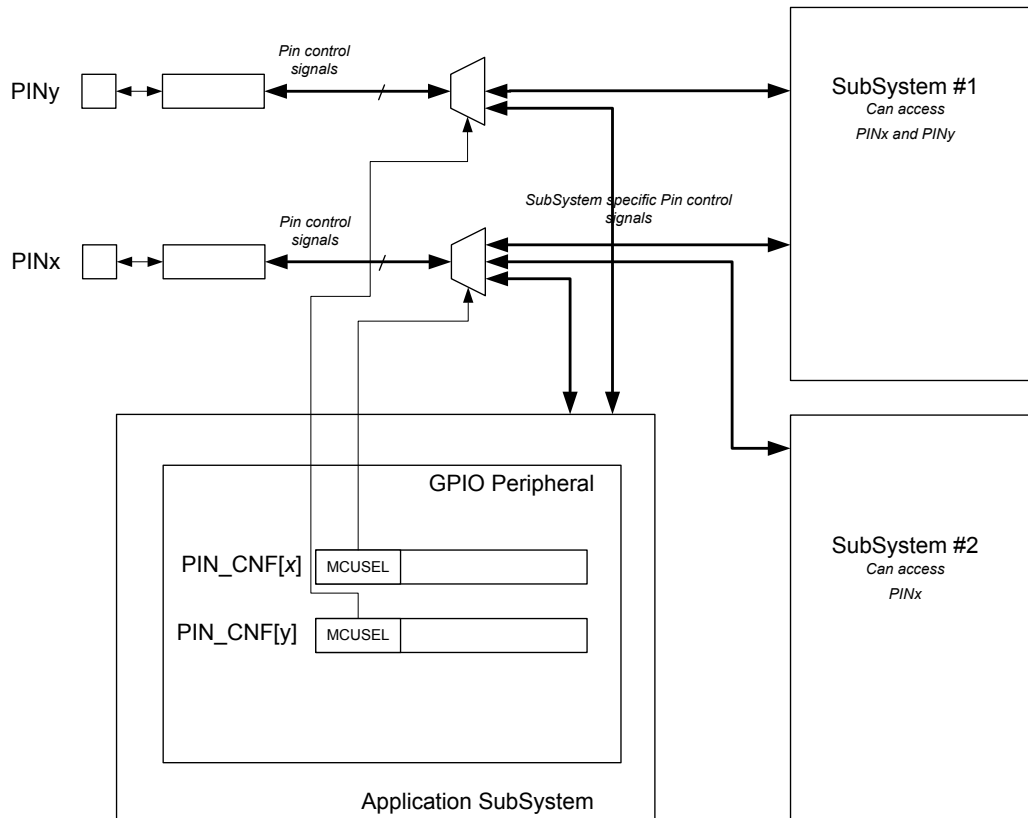 Pin control
signals
PINy
SubSystem #1
Can access
PINx and PINy
SubSystem specific Pin control
signals
Pin control
signals
PINx
GPIO Peripheral
PIN_CNF[x]
MCUSEL
PIN_CNF[y]
MCUSEL
Application SubSystem
SubSystem #2
Can access
PINx